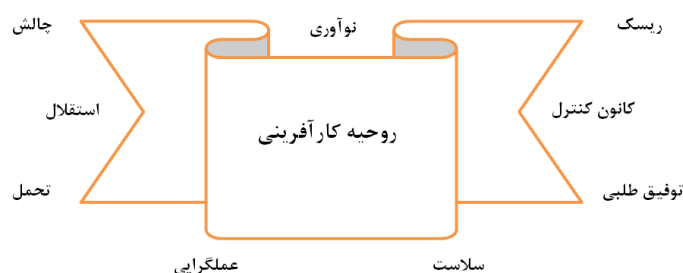 ریسک
نوآوری
چالش
کانون کنترل
استقلال
روحیه کارآفرینی
توفیق طلبی
تحمل
سلاست
عملگرایی